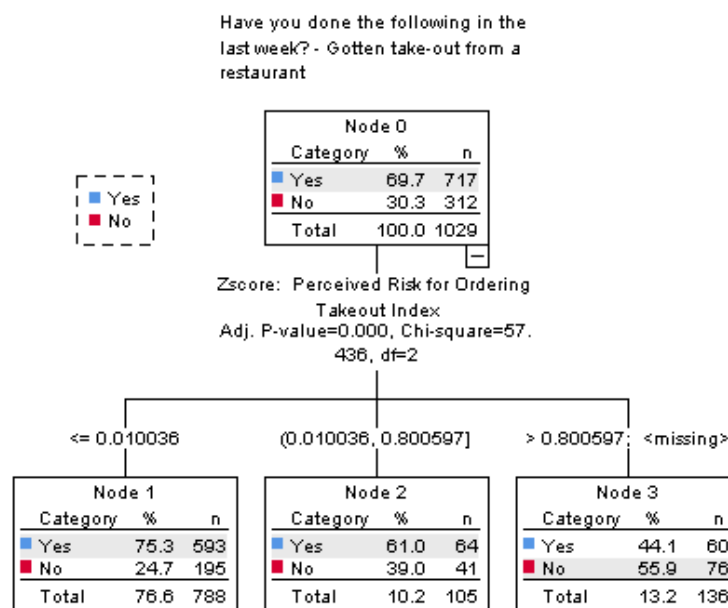 Have you done the following in the
last week? - Gotten take-out from a
restaurant
Node 0
Category % n
Yes 69.7 717
No 30.3 312
Total 100.0 1029
Yes
No
Zscore: Perceived Risk for Ordering
Takeout Index
Adj. P-value=0.000, Chi-square=57.
436, df=2
<= 0.010036
(0.010036, 0.800597]
> 0.800597; <missing>
Node 1
Category % n
Yes 75.3 593
No 24.7 195
Total 76.6 788
Node 2
Category % n
Yes 61.0 64
No 39.0 41
Total 10.2 105
Node 3
Category % n
Yes 44.1 60
No 55.9 76
Total 13.2 136